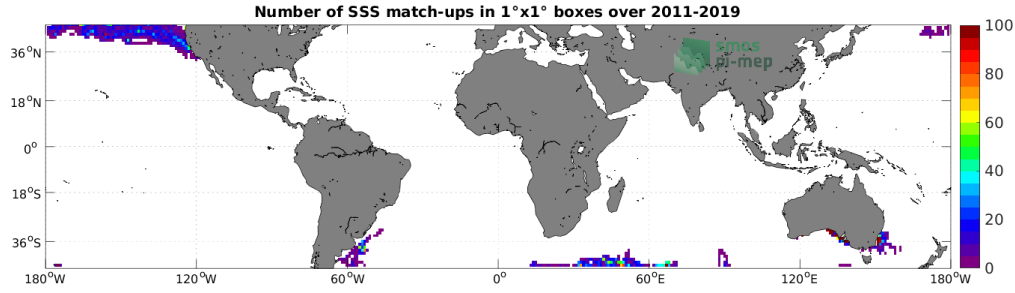 Number of SSS match-ups in 1°x1° boxes over 2011-2019
36°N
18°N
0°
18°S
36°S
180°W
120°W
60°W
0°
60°E
120°E
180°W
smos
pi-mep
100
80
60
40
20
0